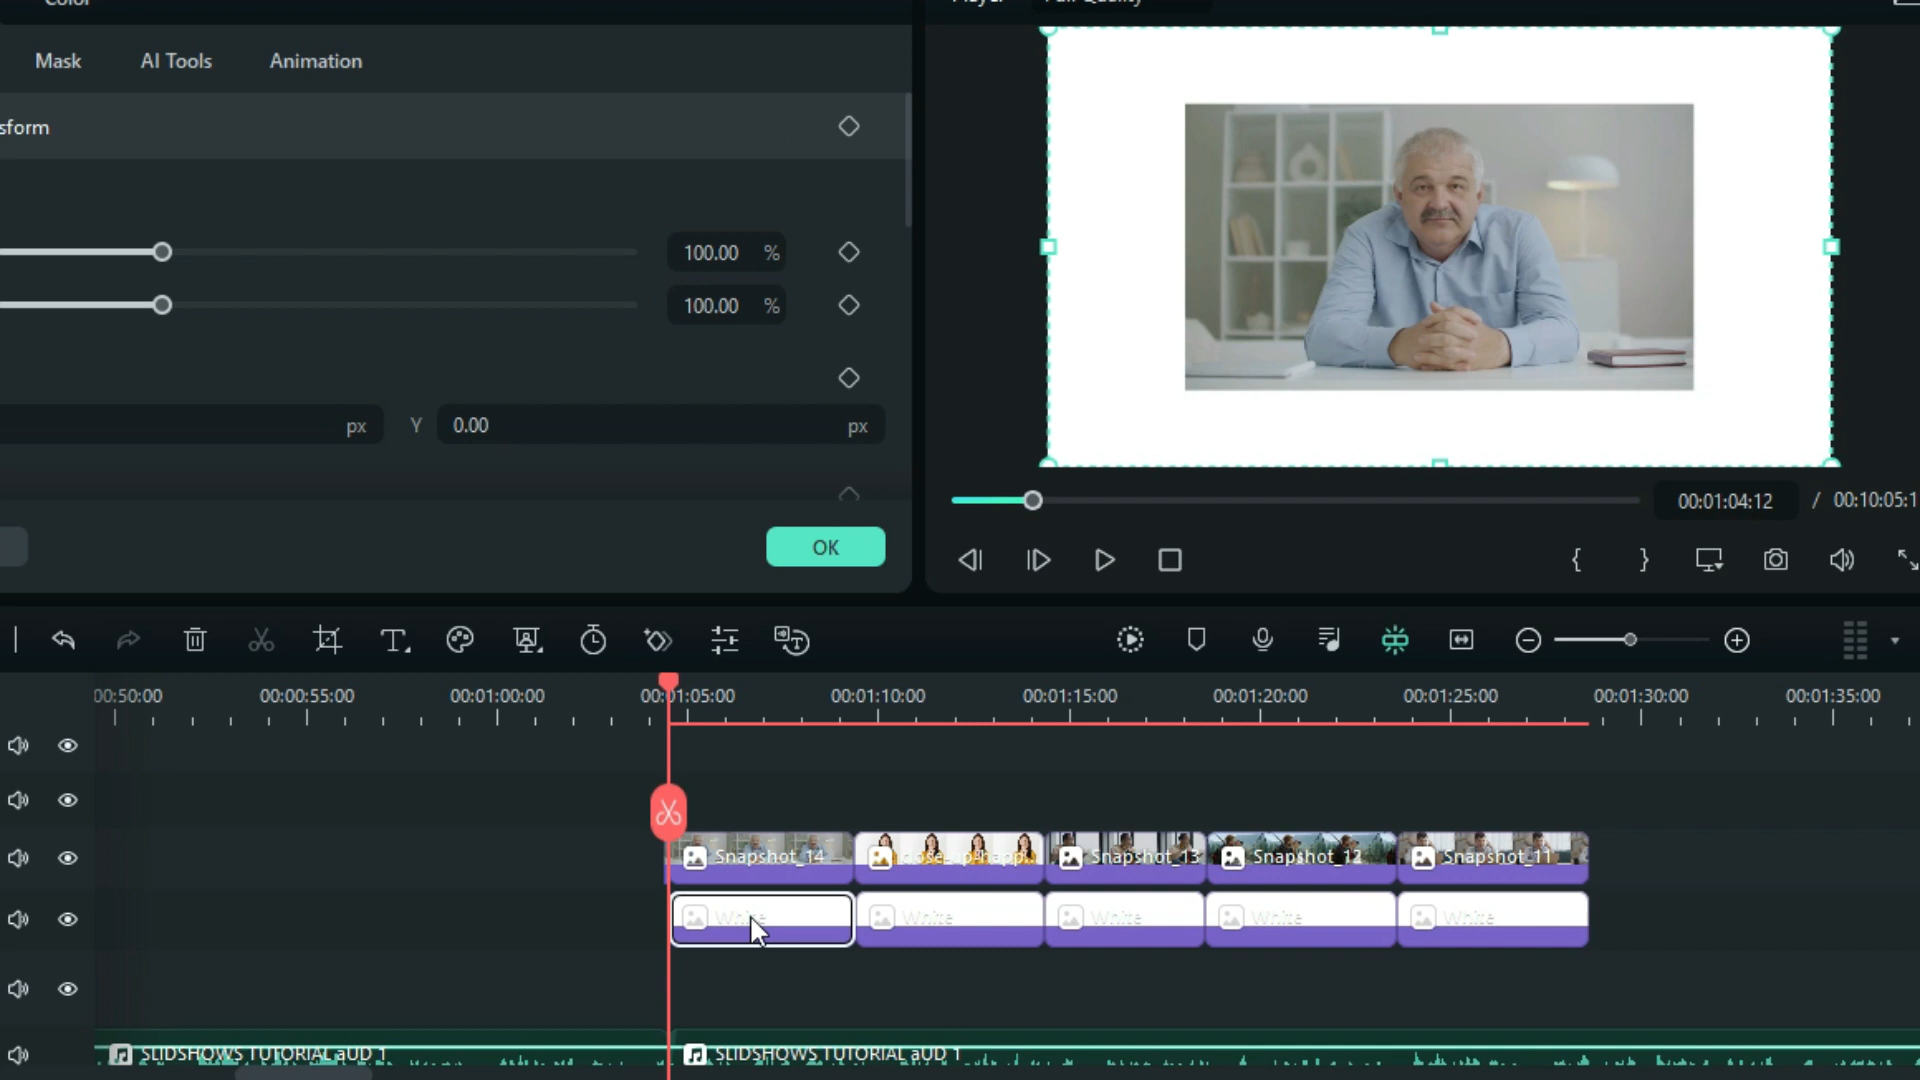 Color
Player
Full Quality
Mask
AI Tools
Animation
sform
100.00 %
100.00 %
px
Y 0.00 px
OK
00:01:04:12 / 00:10:05:1
00:50:00 00:00:55:00 00:01:00:00 00:01:05:00 00:01:10:00 00:01:15:00 00:01:20:00 00:01:25:00 00:01:30:00 00:01:35:00
Snapshot_14
close-up-happ...
Snapshot_13
Snapshot_12
Snapshot_11
White
White
White
White
White
SLIDSHOWS TUTORIAL aUD 1
SLIDSHOWS TUTORIAL aUD 1